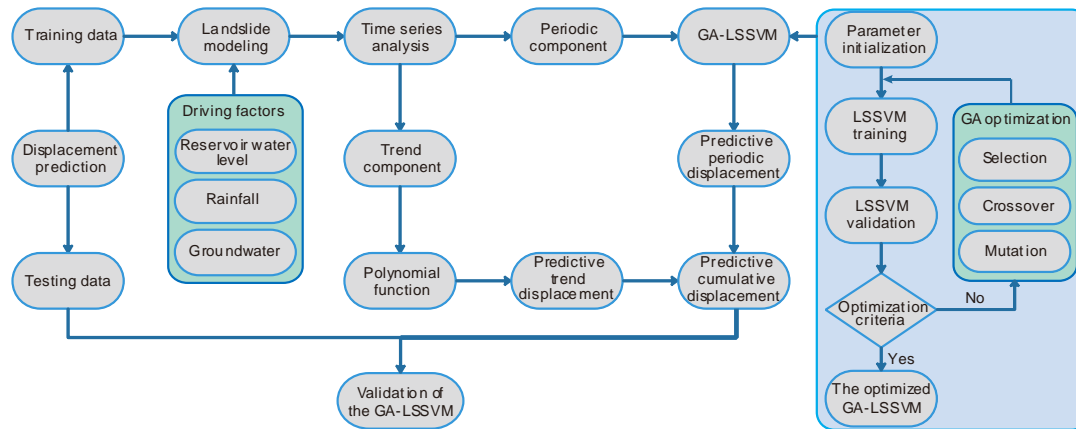 Training data
Landslide
modeling
Time series
analysis
Periodic
component
GA-LSSVM
Parameter
initialization
Driving factors
Reservoir water
level
Rainfall
Groundwater
Displacement
prediction
Trend
component
Predictive
periodic
displacement
LSSVM
training
GA optimization
Selection
Crossover
Mutation
LSSVM
validation
Testing data
Polynomial
function
Predictive
trend
displacement
Predictive
cumulative
displacement
Optimization
criteria
No
Yes
Validation of
the GA-LSSVM
The optimized
GA-LSSVM